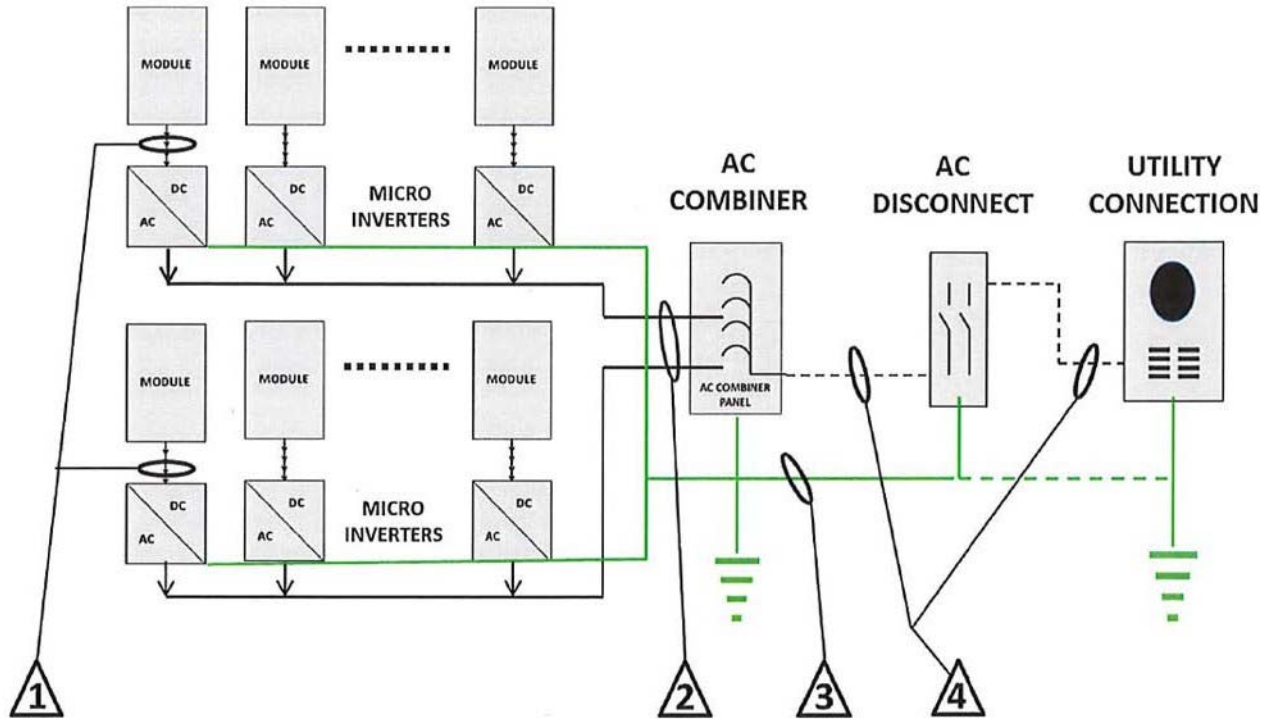 MODULE
MODULE
MODULE
DC
AC
DC
AC
MICRO
INVERTERS
DC
AC
AC
COMBINER
AC
DISCONNECT
UTILITY
CONNECTION
MODULE
MODULE
MODULE
AC COMBINER
PANEL
DC
AC
DC
AC
MICRO
INVERTERS
DC
AC
1
2
3
4